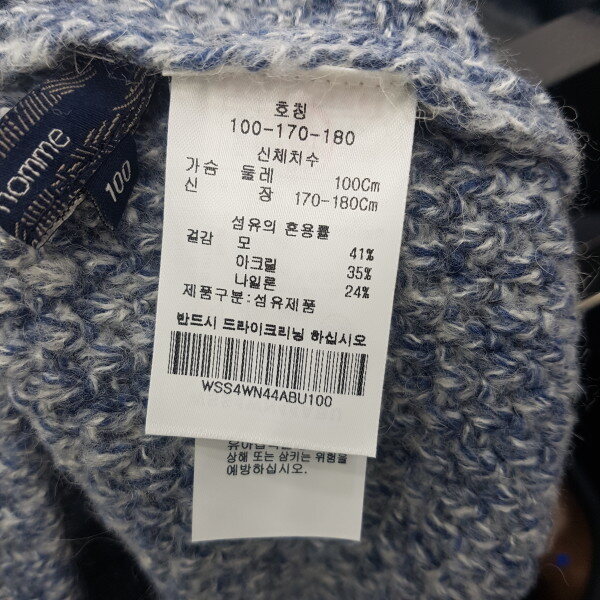 homme
100
호칭
100-170-180
신체치수
가슴 둘레 100Cm
신 장 170-180Cm
섬유의 혼용률
겉감 모 41%
아크릴 35%
나일론 24%
제품구분:섬유제품
반드시 드라이크리닝 하십시오
WSS4WN44ABU100
상해 또는 삼키는 위험을
예방하십시오.